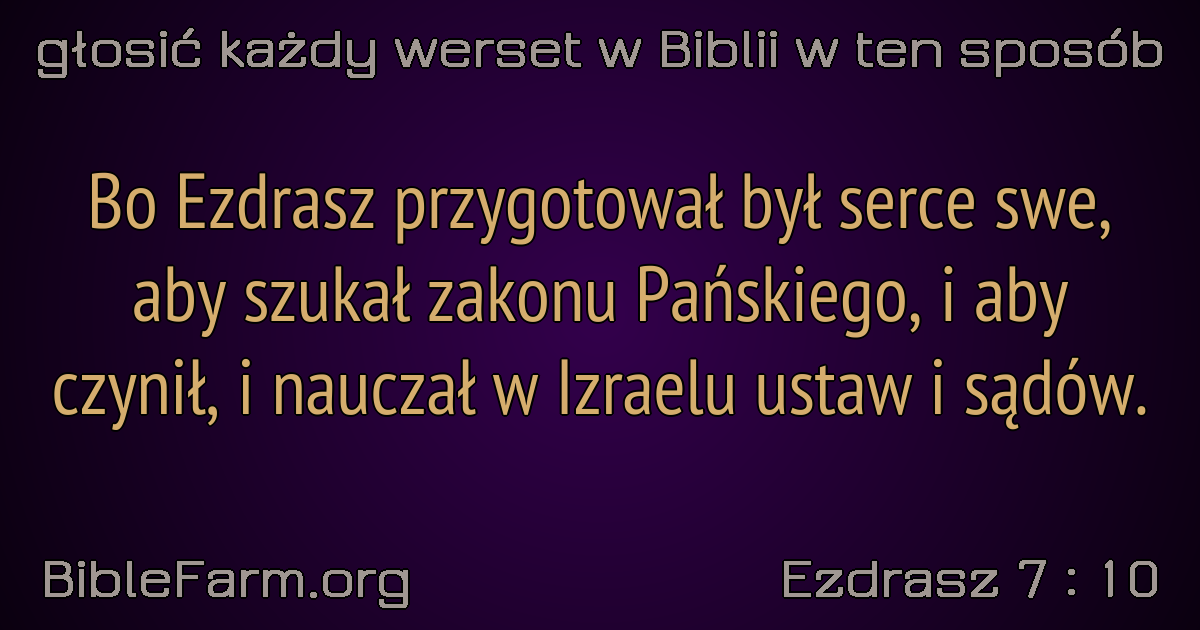 głosić każdy werset w Biblii w ten sposób
Bo Ezdrasz przygotował był serce swe,
aby szukał zakonu Pańskiego, i aby
czynił, i nauczał w Izraelu ustaw i sądów.
BibleFarm.org
Ezdrasz 7 : 10